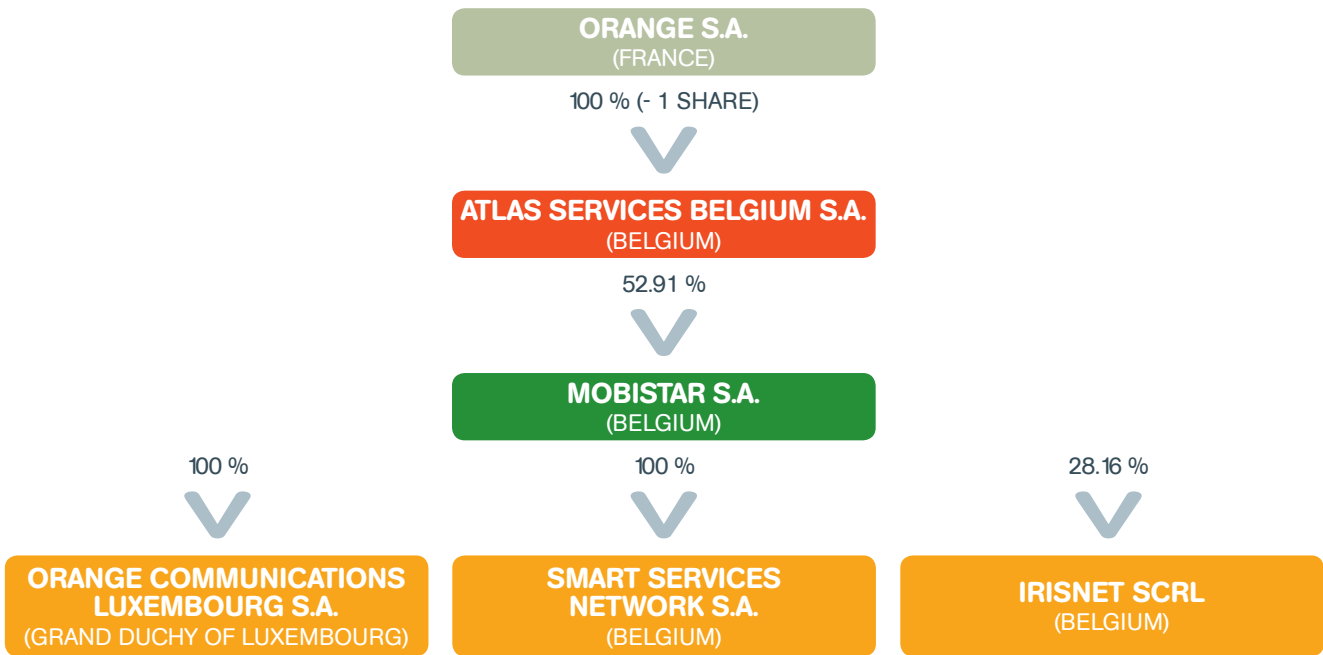 ORANGE S.A.
(FRANCE)
100 % (- 1 SHARE)
ATLAS SERVICES BELGIUM S.A.
(BELGIUM)
52.91 %
MOBISTAR S.A.
(BELGIUM)
100 %
100 %
28.16 %
ORANGE COMMUNICATIONS
LUXEMBOURG S.A.
(GRAND DUCHY OF LUXEMBOURG)
SMART SERVICES
NETWORK S.A.
(BELGIUM)
IRISNET SCRL
(BELGIUM)